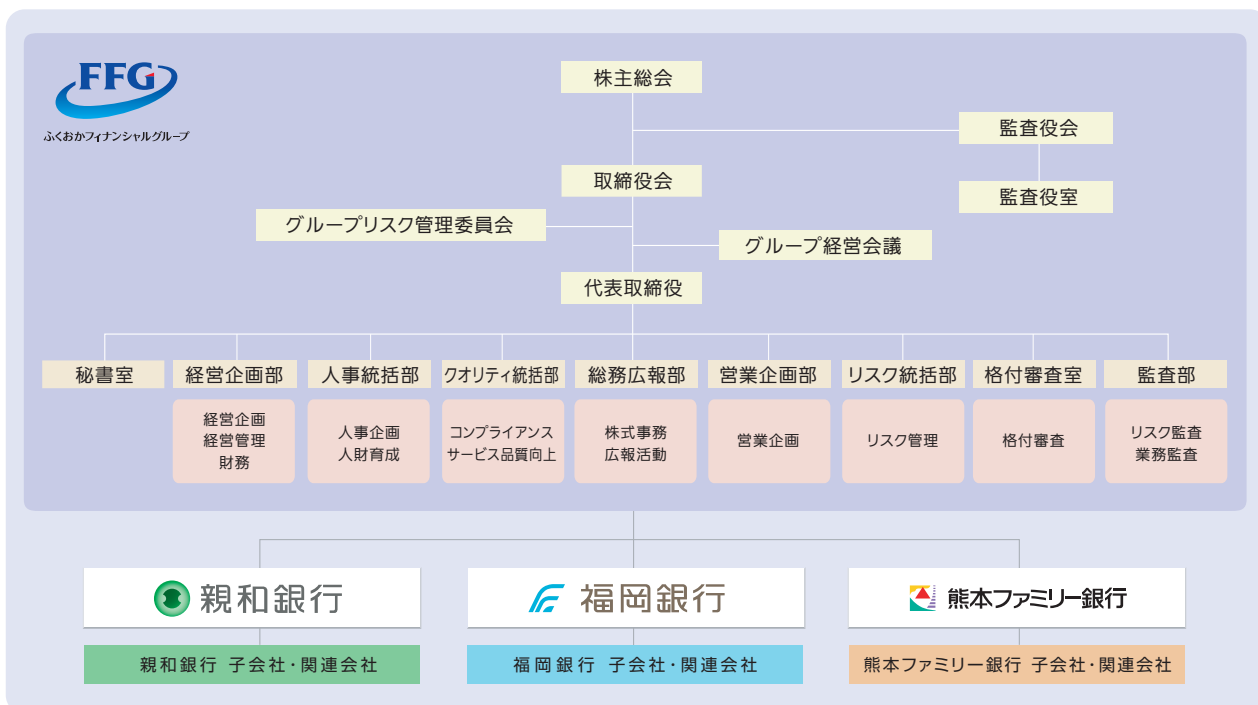 FFG
ふくおかフィナンシャルグループ
株主総会
監査役会
取締役会
監査役室
グループリスク管理委員会
グループ経営会議
代表取締役
秘書室
経営企画部
人事統括部
クオリティ統括部
総務広報部
営業企画部
リスク統括部
格付審査室
監査部
経営企画
経営管理
財務
人事企画
人財育成
コンプライアンス
サービス品質向上
株式事務
広報活動
営業企画
リスク管理
格付審査
リスク監査
業務監査
親和銀行
福岡銀行
熊本ファミリー銀行
親和銀行 子会社・関連会社
福岡銀行 子会社・関連会社
熊本ファミリー銀行 子会社・関連会社